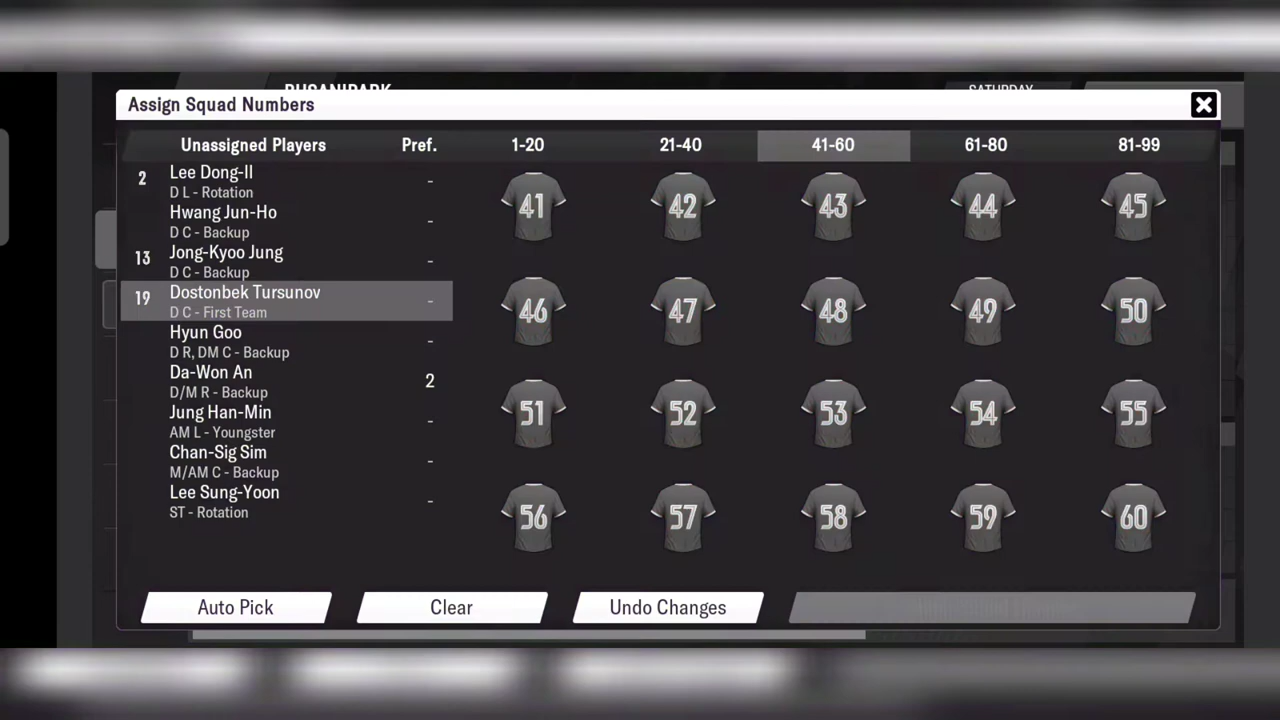 BUSANIPARK
SATURDAY
Assign Squad Numbers
Unassigned Players Pref. 1-20 21-40 41-60 61-80 81-99
2 Lee Dong-Il -
D L - Rotation
Hwang Jun-Ho -
D C - Backup
13 Jong-Kyoo Jung -
D C - Backup
19 Dostonbek Tursunov -
D C - First Team
Hyun Goo -
D R, DM C - Backup
Da-Won An 2
D/M R - Backup
Jung Han-Min -
AM L - Youngster
Chan-Sig Sim -
M/AM C - Backup
Lee Sung-Yoon -
ST - Rotation
41 42 43 44 45
46 47 48 49 50
51 52 53 54 55
56 57 58 59 60
Auto Pick Clear Undo Changes